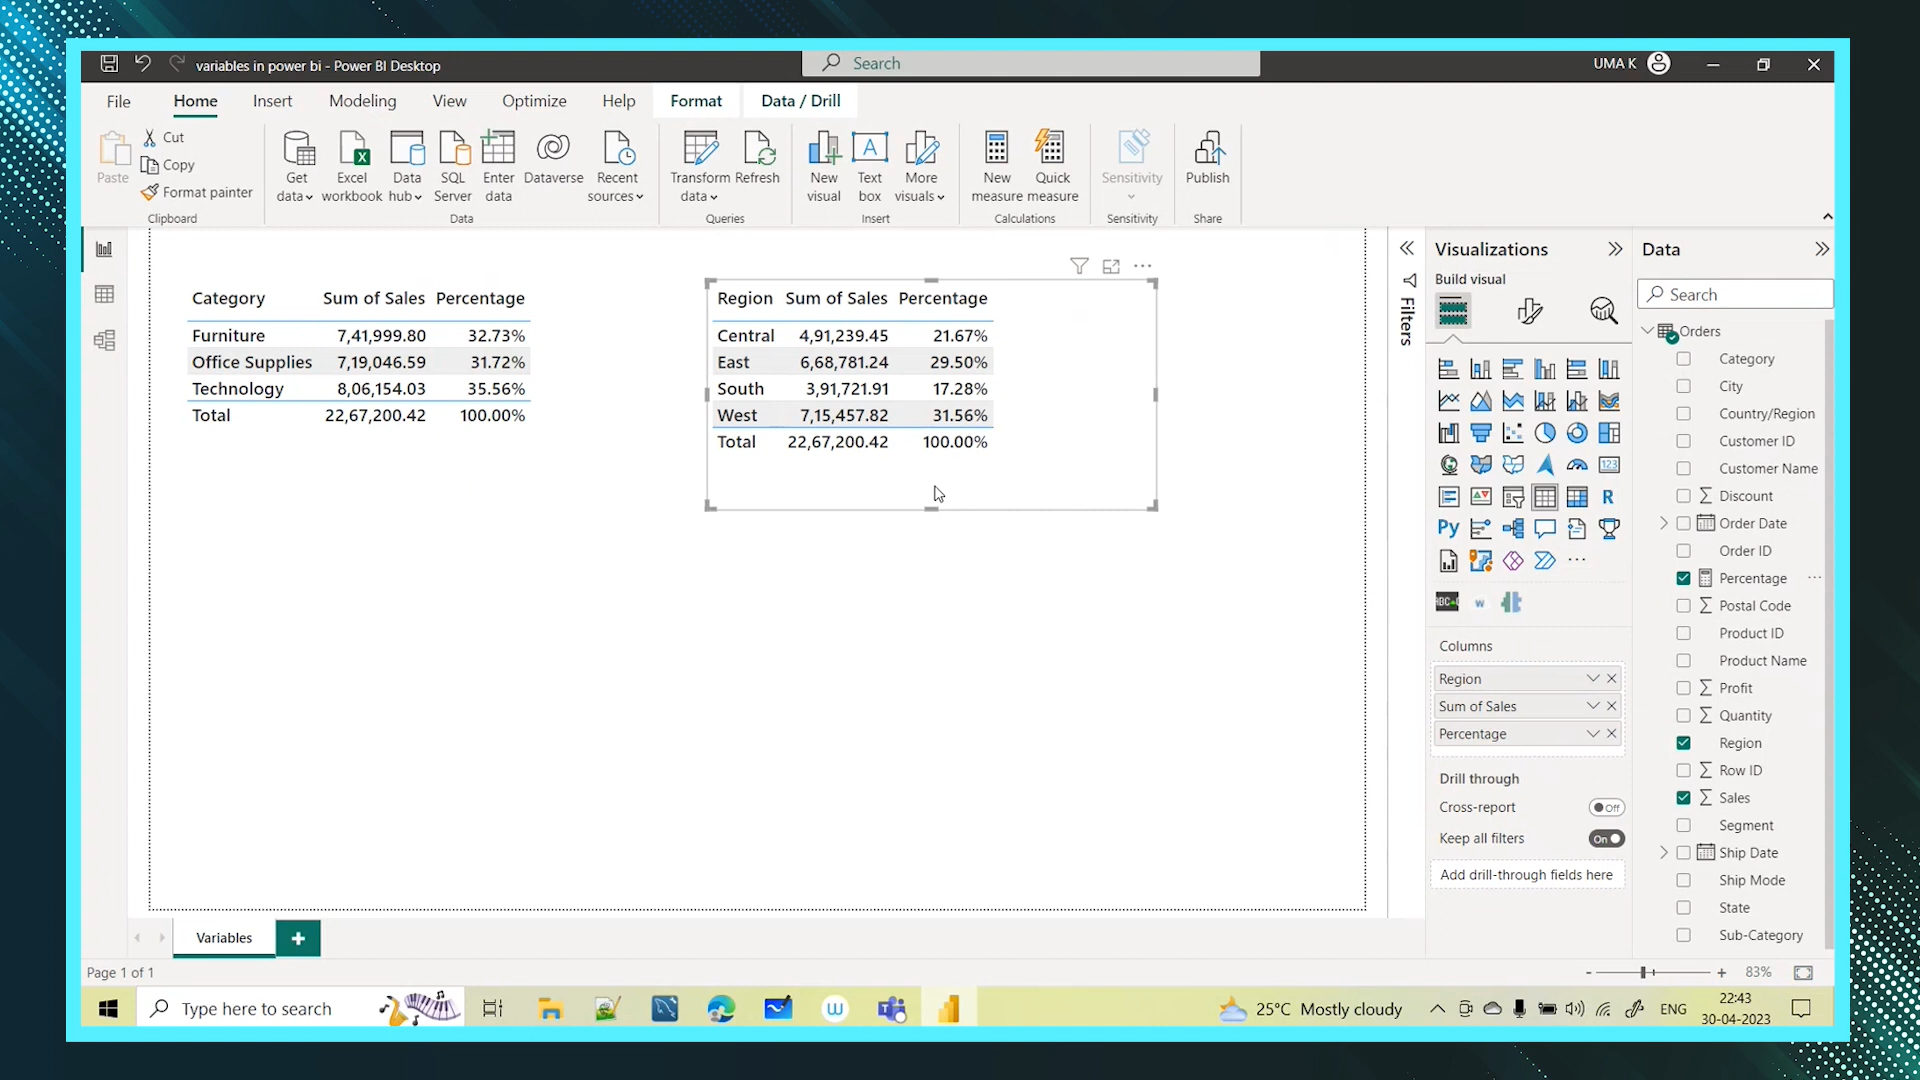 variables in power bi - Power BI Desktop
Search
UMA K
File Home Insert Modeling View Optimize Help Format Data / Drill
Paste
Cut
Copy
Format painter
Clipboard
Get data
Excel workbook
Data hub
SQL Server
Enter data
Dataverse
Recent sources
Data
Transform data
Refresh
Queries
New visual
Text box
More visuals
Insert
New measure
Quick measure
Calculations
Sensitivity
Sensitivity
Publish
Share
Category Sum of Sales Percentage
Furniture 7,41,999.80 32.73%
Office Supplies 7,19,046.59 31.72%
Technology 8,06,154.03 35.56%
Total 22,67,200.42 100.00%
Region Sum of Sales Percentage
Central 4,91,239.45 21.67%
East 6,68,781.24 29.50%
South 3,91,721.91 17.28%
West 7,15,457.82 31.56%
Total 22,67,200.42 100.00%
Filters
Visualizations
Build visual
123
R
Py
Columns
Region
Sum of Sales
Percentage
Drill through
Cross-report Off
Keep all filters On
Add drill-through fields here
Data
Search
Orders
Category
City
Country/Region
Customer ID
Customer Name
Discount
Order Date
Order ID
Percentage
Postal Code
Product ID
Product Name
Profit
Quantity
Region
Row ID
Sales
Segment
Ship Date
Ship Mode
State
Sub-Category
Variables
Page 1 of 1
83%
Type here to search
25°C Mostly cloudy
ENG
22:43
30-04-2023